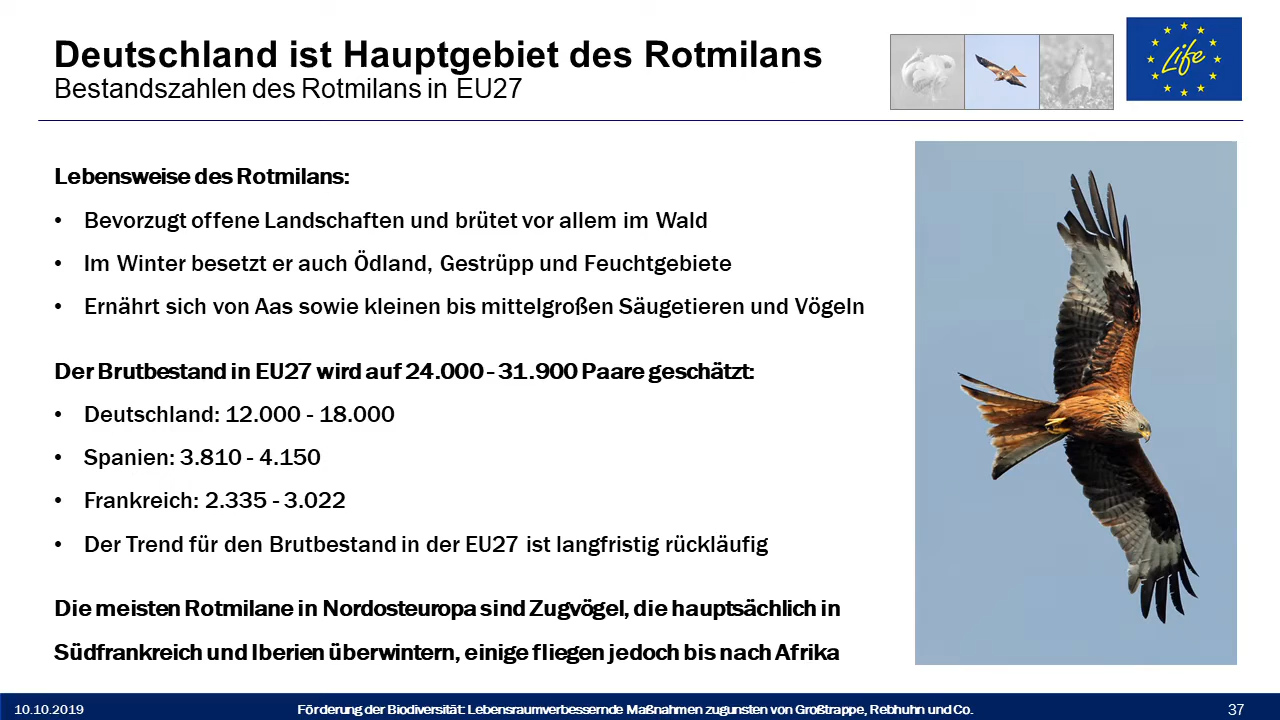 Deutschland ist Hauptgebiet des Rotmilans
Bestandszahlen des Rotmilans in EU27
Life
Lebensweise des Rotmilans:
• Bevorzugt offene Landschaften und brütet vor allem im Wald
• Im Winter besetzt er auch Ödland, Gestrüpp und Feuchtgebiete
• Ernährt sich von Aas sowie kleinen bis mittelgroßen Säugetieren und Vögeln
Der Brutbestand in EU27 wird auf 24.000 - 31.900 Paare geschätzt:
• Deutschland: 12.000 - 18.000
• Spanien: 3.810 - 4.150
• Frankreich: 2.335 - 3.022
• Der Trend für den Brutbestand in der EU27 ist langfristig rückläufig
Die meisten Rotmilane in Nordosteuropa sind Zugvögel, die hauptsächlich in
Südfrankreich und Iberien überwintern, einige fliegen jedoch bis nach Afrika
10.10.2019
Förderung der Biodiversität: Lebensraumverbessernde Maßnahmen zugunsten von Großtrappe, Rebhuhn und Co.
37